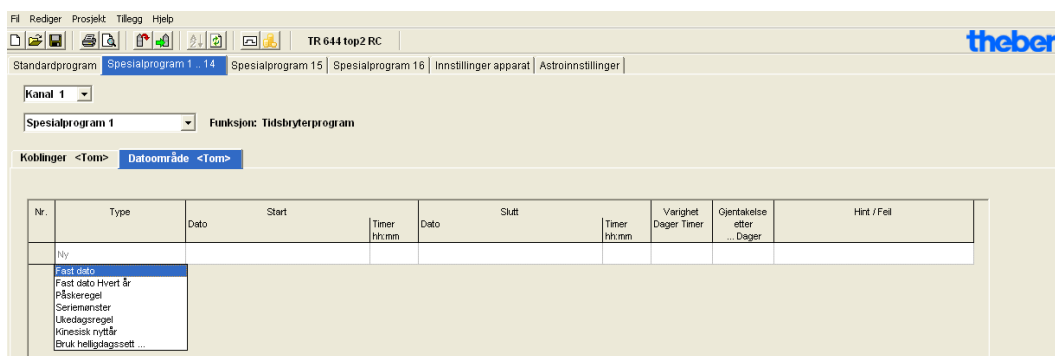 Fil Rediger Prosjekt Tillegg Hjelp
TR 644 top2 RC
theben
Standardprogram Spesialprogram 1 .. 14 Spesialprogram 15 Spesialprogram 16 Innstillinger apparat Astroinnstillinger
Kanal 1
Spesialprogram 1 Funksjon: Tidsbryterprogram
Koblinger <Tom> Datoområde <Tom>
Nr. Type Start Slutt Varighet Gjentakelse Hint / Feil
Dato Timer Dato Timer Dager Timer etter
hh:mm hh:mm ... Dager
Ny
Fast dato
Fast dato Hvert år
Påskeregel
Seriemønster
Ukedagsregel
Kinesisk nyttår
Bruk helligdagssett ...